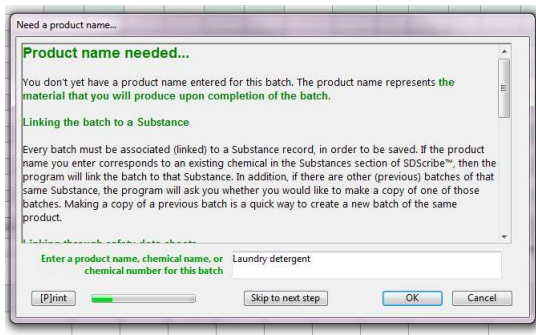 Need a product name...
Product name needed...
You don't yet have a product name entered for this batch. The product name represents the
material that you will produce upon completion of the batch.
Linking the batch to a Substance
Every batch must be associated (linked) to a Substance record, in order to be saved. If the product
name you enter corresponds to an existing chemical in the Substances section of SDScribe™, then the
program will link the batch to that Substance. In addition, if there are other (previous) batches of that
same Substance, the program will ask you whether you would like to make a copy of one of those
batches. Making a copy of a previous batch is a quick way to create a new batch of the same
product.
Linking through safety data sheets
Enter a product name, chemical name, or
chemical number for this batch
Laundry detergent
[P]rint
Skip to next step
OK
Cancel